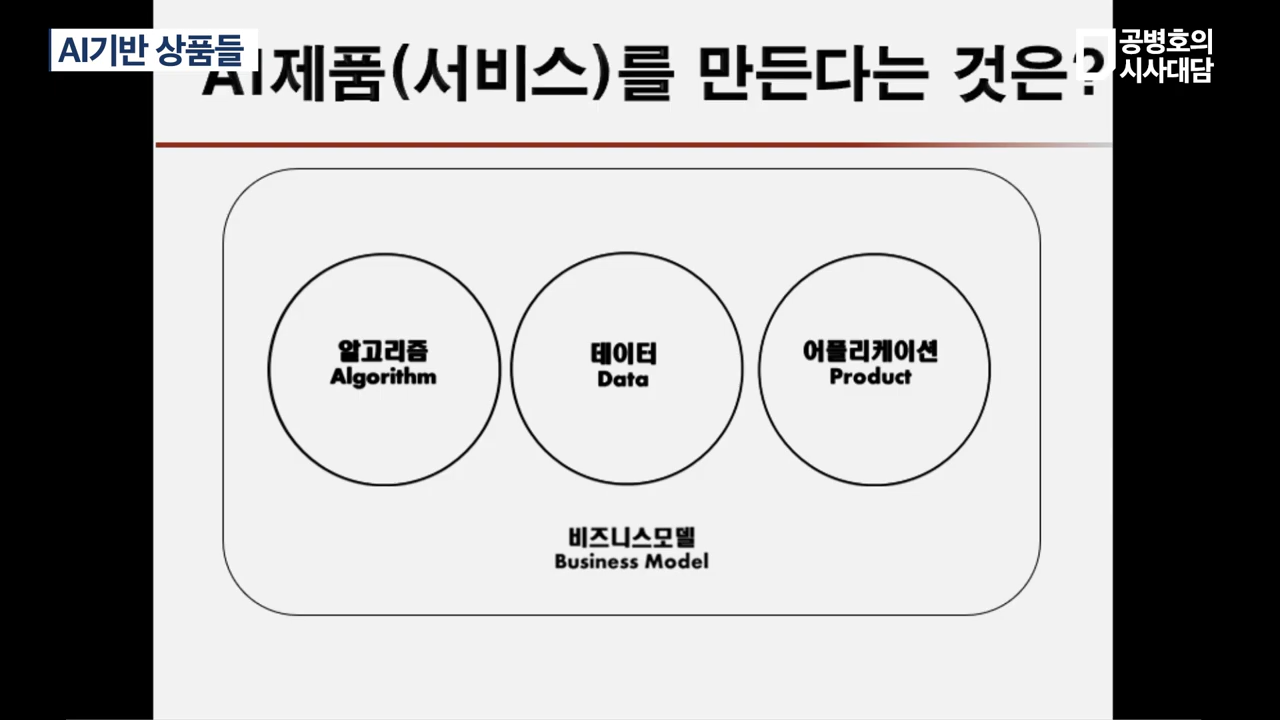 AI기반 상품들
공병호의
시사대담
AI제품(서비스)를 만든다는 것은?
알고리즘
Algorithm
데이터
Data
어플리케이션
Product
비즈니스모델
Business Model